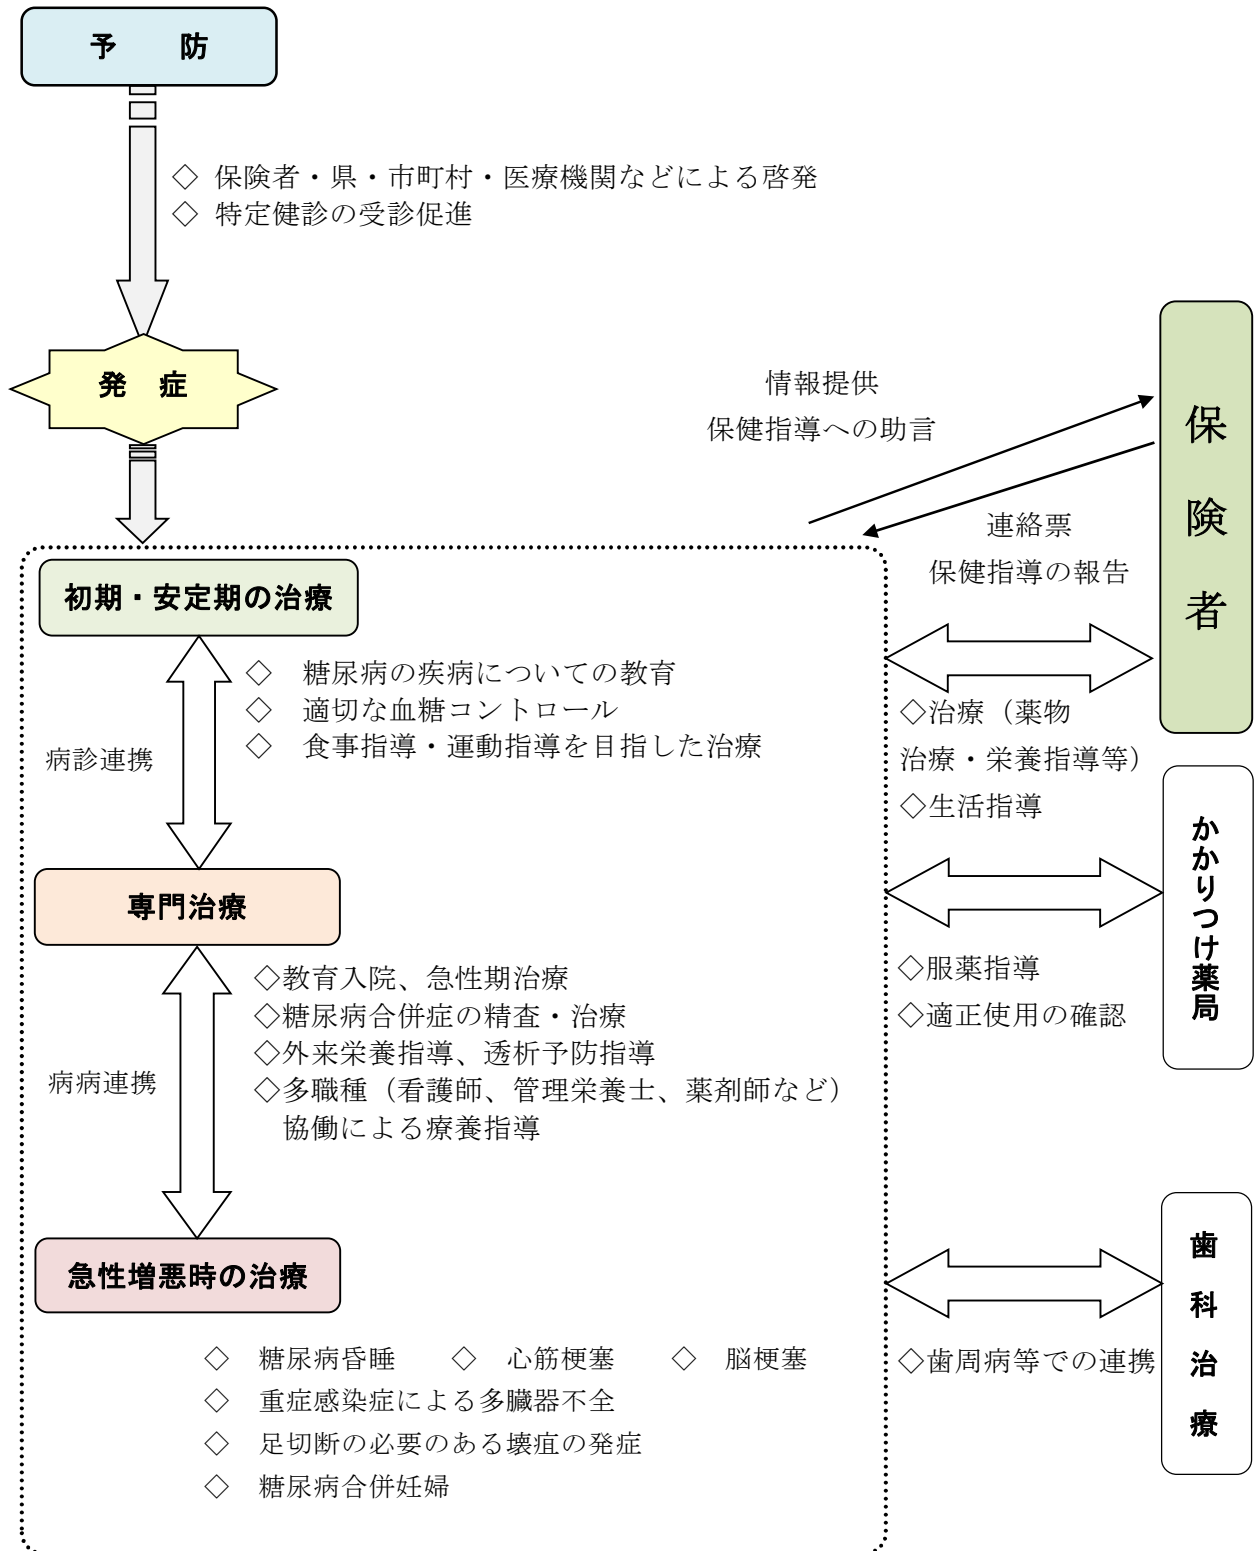 予　防
◇ 保険者・県・市町村・医療機関などによる啓発
◇ 特定健診の受診促進
発　症
情報提供
保健指導への助言
保険者
連絡票
保健指導の報告
初期・安定期の治療
◇　糖尿病の疾病についての教育
◇　適切な血糖コントロール
◇　食事指導・運動指導を目指した治療
病診連携
◇治療（薬物
治療・栄養指導等）
◇生活指導
かかりつけ薬局
専門治療
◇服薬指導
◇適正使用の確認
◇教育入院、急性期治療
◇糖尿病合併症の精査・治療
◇外来栄養指導、透析予防指導
◇多職種（看護師、管理栄養士、薬剤師など）
協働による療養指導
病病連携
急性増悪時の治療
歯科治療
◇歯周病等での連携
◇　糖尿病昏睡　◇　心筋梗塞　◇　脳梗塞
◇　重症感染症による多臓器不全
◇　足切断の必要のある壊疽の発症
◇　糖尿病合併妊婦